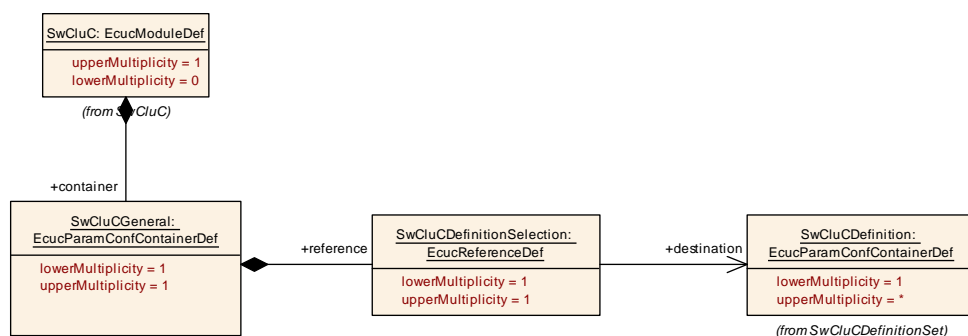 SwCluC: EcucModuleDef
upperMultiplicity = 1
lowerMultiplicity = 0
(from SwCluC)
+container
SwCluCGeneral:
EcucParamConfContainerDef
lowerMultiplicity = 1
upperMultiplicity = 1
+reference
SwCluCDefinitionSelection:
EcucReferenceDef
lowerMultiplicity = 1
upperMultiplicity = 1
+destination
SwCluCDefinition:
EcucParamConfContainerDef
lowerMultiplicity = 1
upperMultiplicity = *
(from SwCluCDefinitionSet)